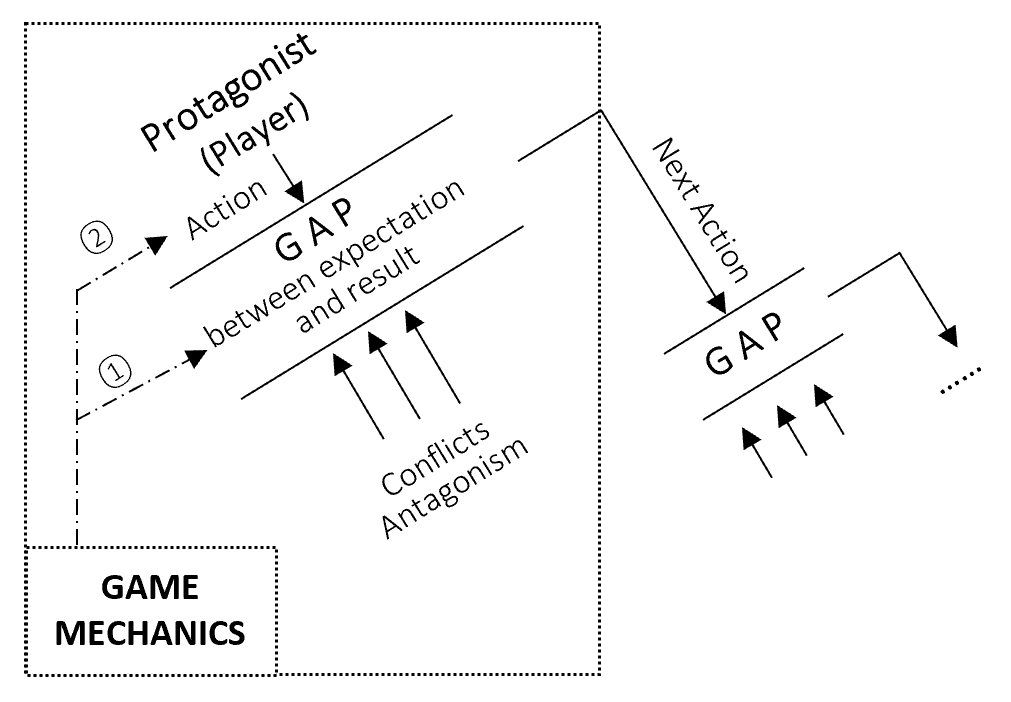 Protagonist
(Player)
② Action
GAP
① between expectation
and result
Conflicts
Antagonism
GAME
MECHANICS
Next Action
GAP